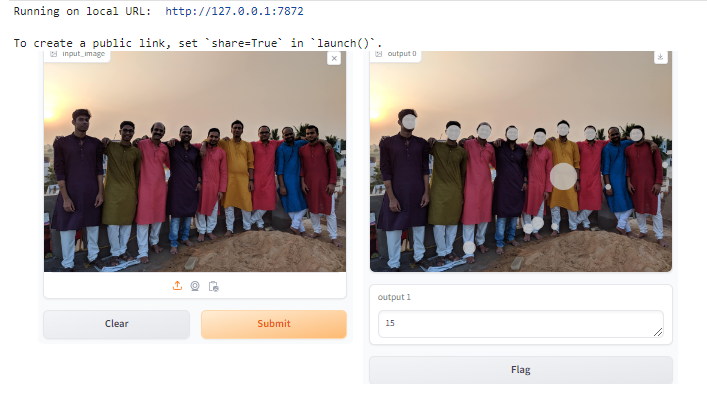 Running on local URL:  http://127.0.0.1:7872
To create a public link, set `share=True` in `launch()`.
input_image
output 0
Clear
Submit
output 1
15
Flag